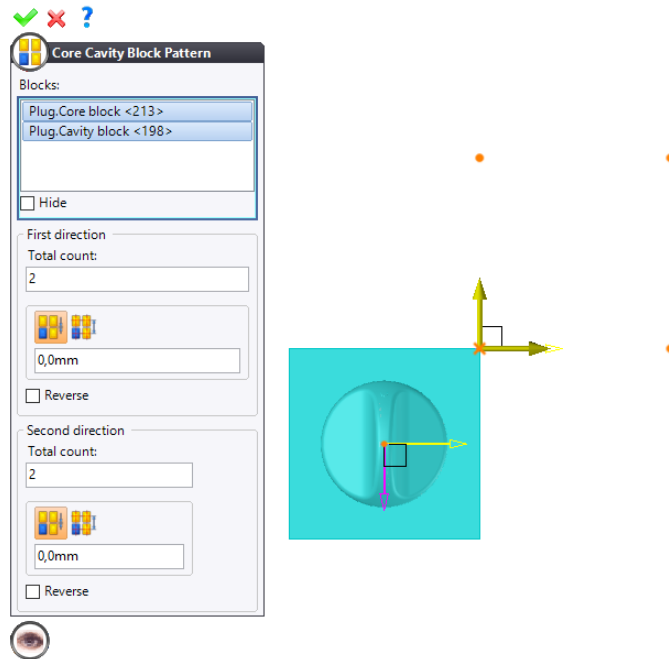 ?
Core Cavity Block Pattern
Blocks:
Plug.Core block <213>
Plug.Cavity block <198>
Hide
First direction
Total count:
2
0,0mm
Reverse
Second direction
Total count:
2
0,0mm
Reverse